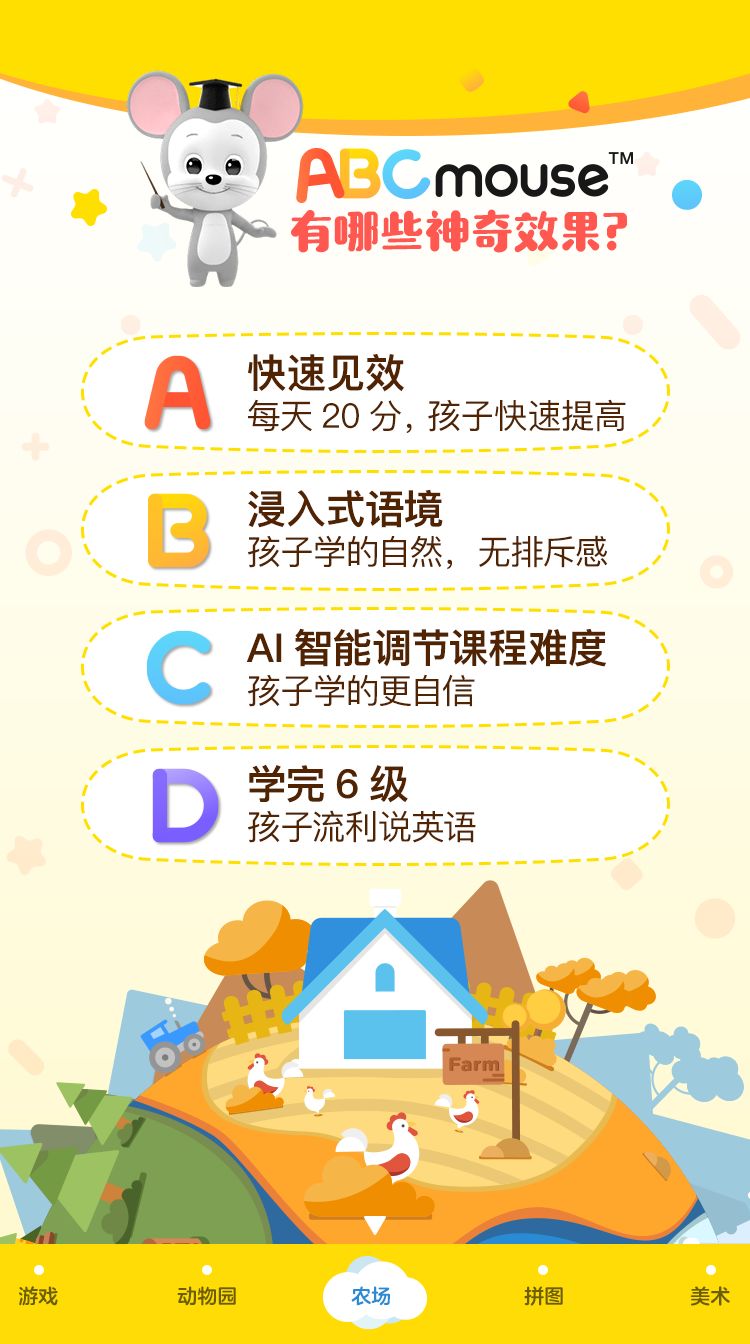 ABCmouse™
有哪些神奇效果?
A
快速见效
每天 20 分, 孩子快速提高
B
浸入式语境
孩子学的自然，无排斥感
C
AI 智能调节课程难度
孩子学的更自信
D
学完 6 级
孩子流利说英语
Farm
游戏
动物园
农场
拼图
美术